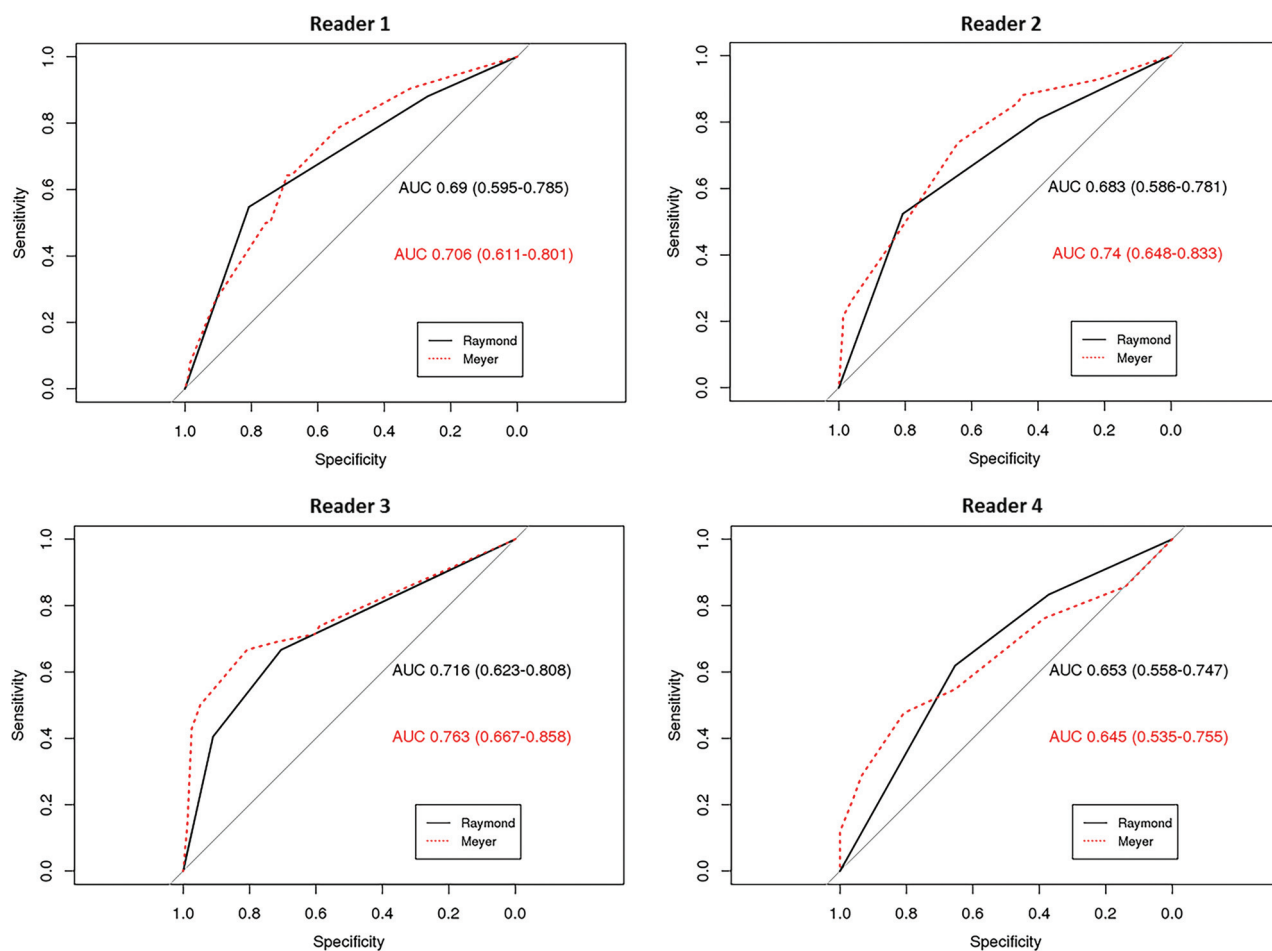 Reader 1
Sensitivity
1.0
0.8
0.6
0.4
0.2
0.0
AUC 0.69 (0.595-0.785)
AUC 0.706 (0.611-0.801)
Raymond
Meyer
1.0 0.8 0.6 0.4 0.2 0.0
Specificity
Reader 2
Sensitivity
1.0
0.8
0.6
0.4
0.2
0.0
AUC 0.683 (0.586-0.781)
AUC 0.74 (0.648-0.833)
Raymond
Meyer
1.0 0.8 0.6 0.4 0.2 0.0
Specificity
Reader 3
Sensitivity
1.0
0.8
0.6
0.4
0.2
0.0
AUC 0.716 (0.623-0.808)
AUC 0.763 (0.667-0.858)
Raymond
Meyer
1.0 0.8 0.6 0.4 0.2 0.0
Specificity
Reader 4
Sensitivity
1.0
0.8
0.6
0.4
0.2
0.0
AUC 0.653 (0.558-0.747)
AUC 0.645 (0.535-0.755)
Raymond
Meyer
1.0 0.8 0.6 0.4 0.2 0.0
Specificity